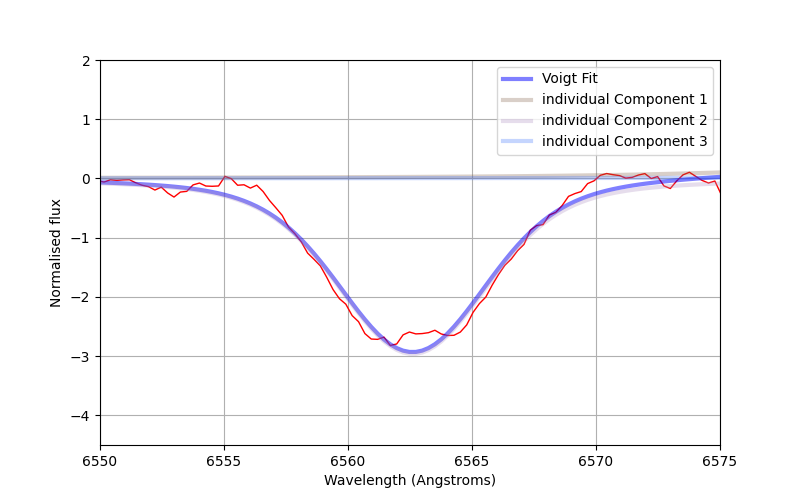 Voigt Fit
individual Component 1
individual Component 2
individual Component 3
2
1
0
−1
−2
−3
−4
Normalised flux
6550 6555 6560 6565 6570 6575
Wavelength (Angstroms)